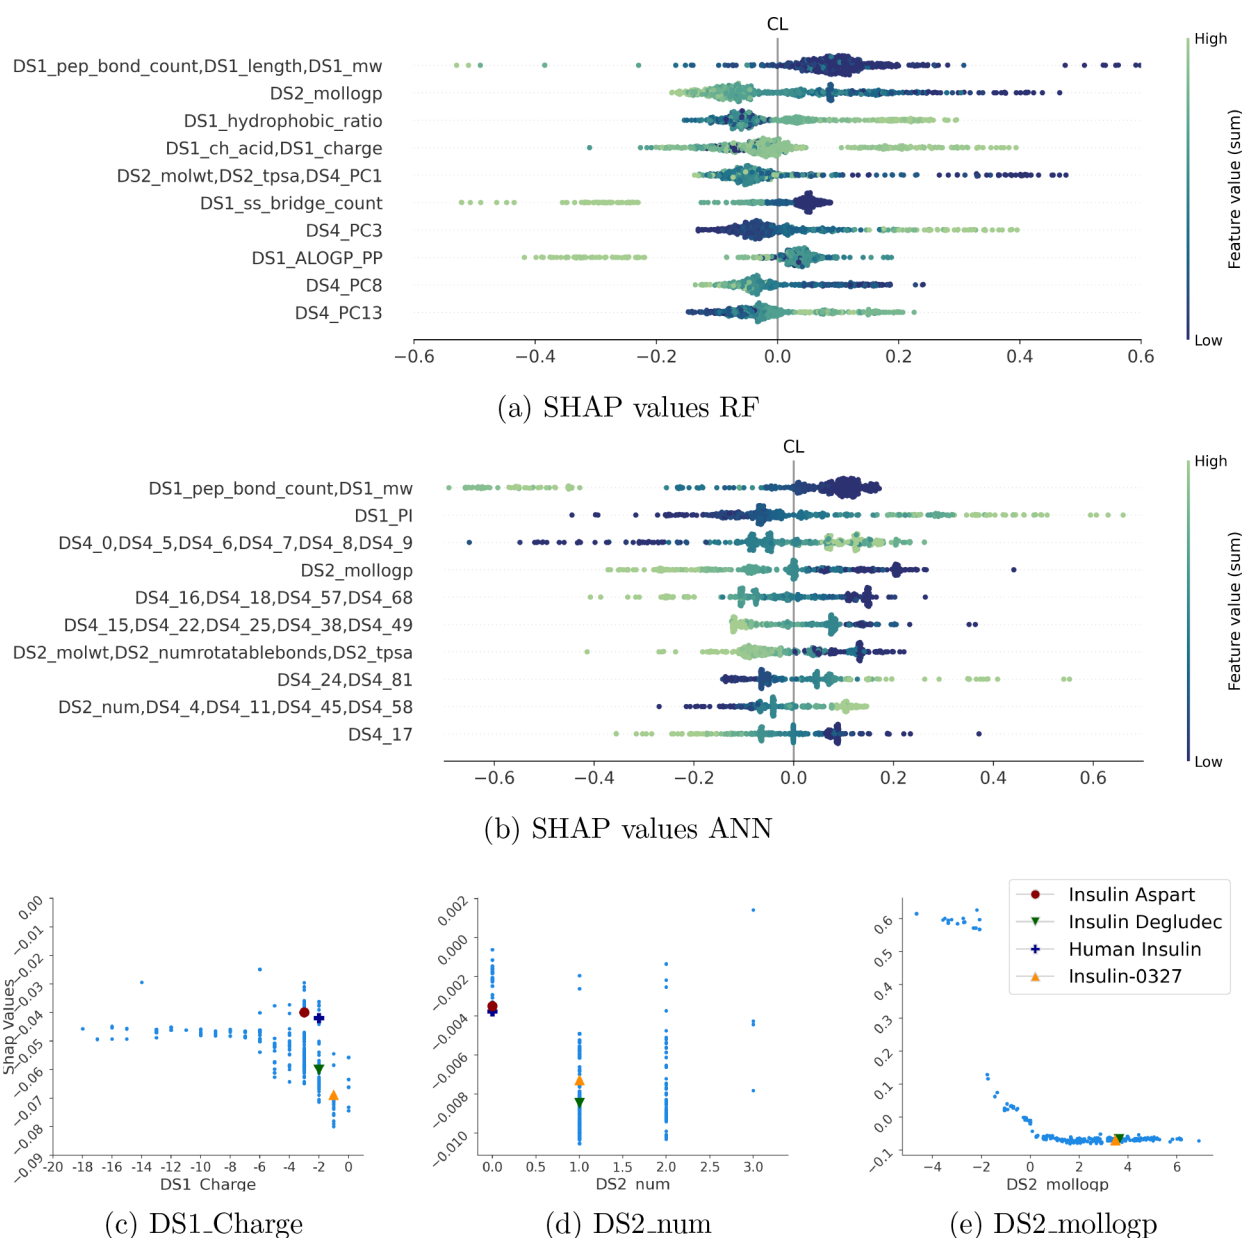 CL
High
DS1_pep_bond_count,DS1_length,DS1_mw
DS2_mollogp
DS1_hydrophobic_ratio
DS1_ch_acid,DS1_charge
DS2_molwt,DS2_tpsa,DS4_PC1
DS1_ss_bridge_count
DS4_PC3
DS1_ALOGP_PP
DS4_PC8
DS4_PC13
Feature value (sum)
Low
−0.6 −0.4 −0.2 0.0 0.2 0.4 0.6
(a) SHAP values RF
CL
High
DS1_pep_bond_count,DS1_mw
DS1_PI
DS4_0,DS4_5,DS4_6,DS4_7,DS4_8,DS4_9
DS2_mollogp
DS4_16,DS4_18,DS4_57,DS4_68
DS4_15,DS4_22,DS4_25,DS4_38,DS4_49
DS2_molwt,DS2_numrotatablebonds,DS2_tpsa
DS4_24,DS4_81
DS2_num,DS4_4,DS4_11,DS4_45,DS4_58
DS4_17
Feature value (sum)
Low
−0.6 −0.4 −0.2 0.0 0.2 0.4 0.6
(b) SHAP values ANN
Shap Values
0.00
−0.01
−0.02
−0.03
−0.04
−0.05
−0.06
−0.07
−0.08
−0.09
-20 -18 -16 -14 -12 -10 -8 -6 -4 -2 0
DS1_Charge
(c) DS1_Charge
0.002
0.000
−0.002
−0.004
−0.006
−0.008
−0.010
0.0 0.5 1.0 1.5 2.0 2.5 3.0
DS2_num
(d) DS2_num
Insulin Aspart
Insulin Degludec
Human Insulin
Insulin-0327
0.6
0.5
0.4
0.3
0.2
0.1
0.0
−0.1
−4 −2 0 2 4 6
DS2_mollogp
(e) DS2_mollogp